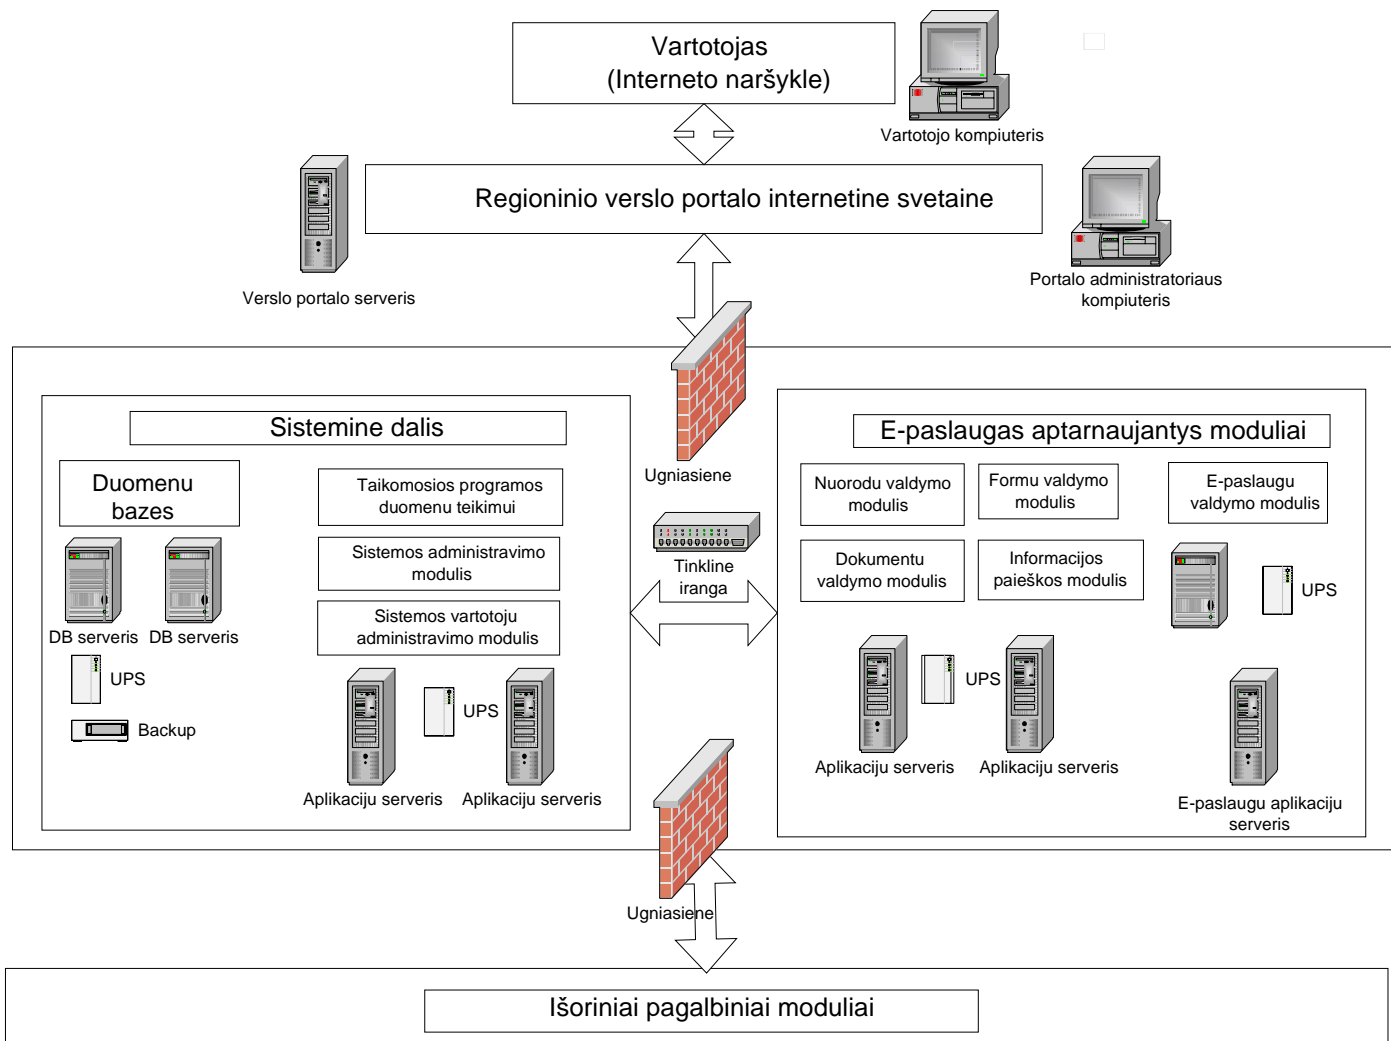 Vartotojas
(Interneto naršykle)
Vartotojo kompiuteris
Regioninio verslo portalo internetine svetaine
Verslo portalo serveris
Portalo administratoriaus
kompiuteris
Ugniasiene
Sistemine dalis
Duomenu
bazes
Taikomosios programos
duomenu teikimui
Sistemos administravimo
modulis
Sistemos vartotoju
administravimo modulis
DB serveris
DB serveris
UPS
Backup
UPS
Aplikaciju serveris
Aplikaciju serveris
Tinkline
iranga
E-paslaugas aptarnaujantys moduliai
Nuorodu valdymo
modulis
Formu valdymo
modulis
E-paslaugu
valdymo modulis
Dokumentu
valdymo modulis
Informacijos
paieškos modulis
UPS
UPS
Aplikaciju serveris
Aplikaciju serveris
E-paslaugu aplikaciju
serveris
Ugniasiene
Išoriniai pagalbiniai moduliai